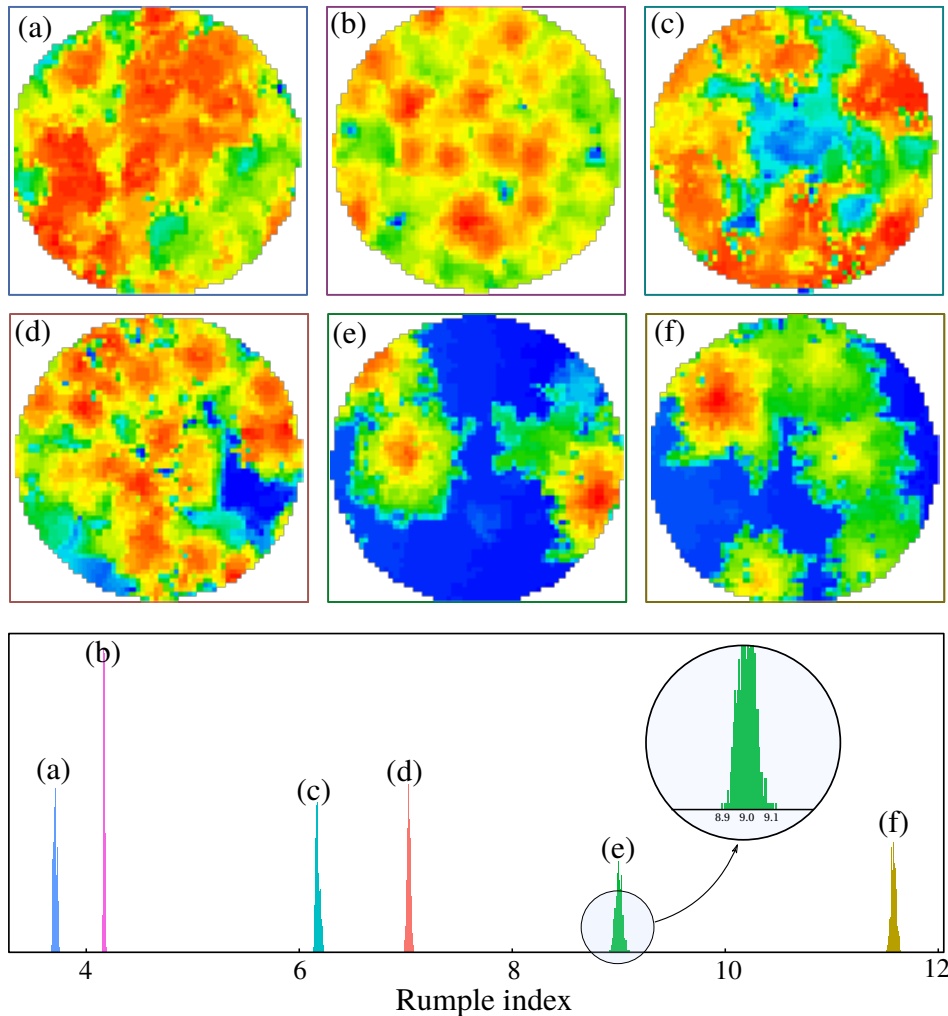 (a) (b) (c)
(d) (e) (f)
(b)
(a) (c) (d) (e) (f)
8.9 9.0 9.1
4 6 8 10 12
Rumple index